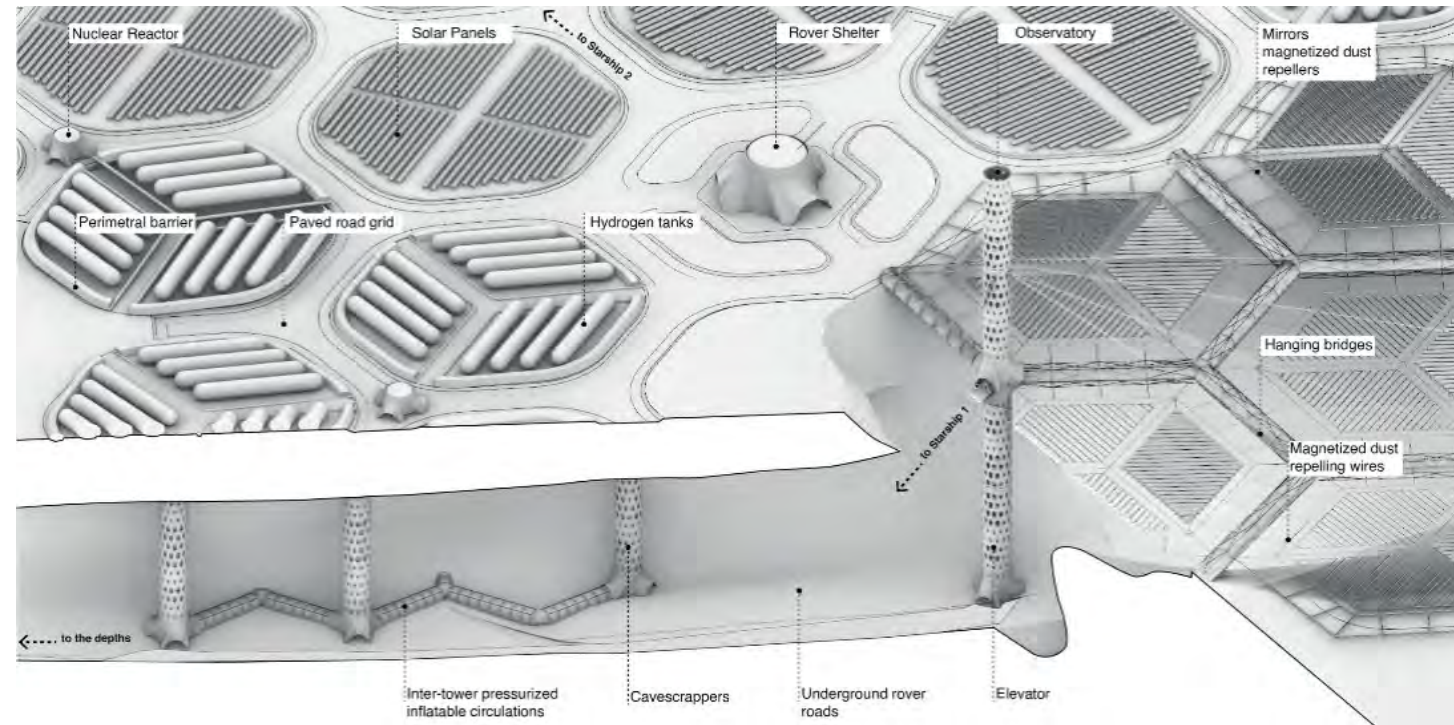 Nuclear Reactor
Solar Panels
to Starship 2
Rover Shelter
Observatory
Mirrors
magnetized dust
repellers
Perimetral barrier
Paved road grid
Hydrogen tanks
Hanging bridges
to Starship 1
Magnetized dust
repelling wires
to the depths
Inter-tower pressurized
inflatable circulations
Cavescrappers
Underground rover
roads
Elevator